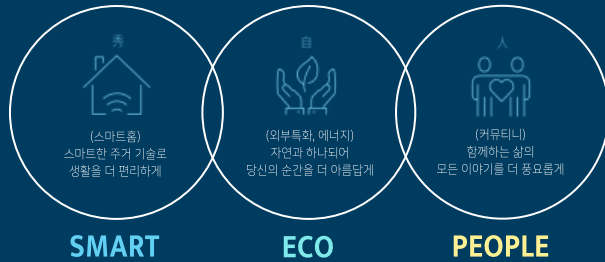 秀
(스마트홈)
스마트한 주거 기술로
생활을 더 편리하게
SMART
自
(외부특화, 에너지)
자연과 하나되어
당신의 순간을 더 아름답게
ECO
人
(커뮤티니)
함께하는 삶의
모든 이야기를 더 풍요롭게
PEOPLE